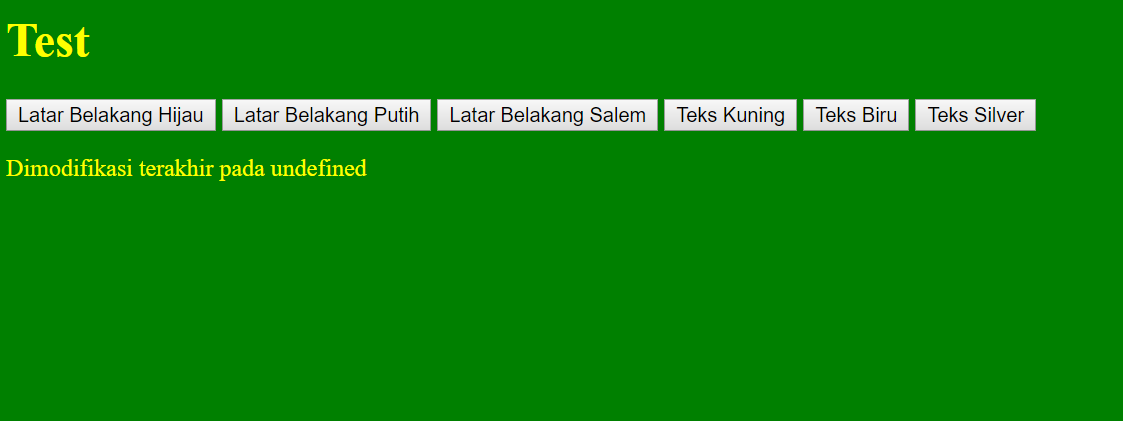 Test
Latar Belakang Hijau Latar Belakang Putih Latar Belakang Salem Teks Kuning Teks Biru Teks Silver
Dimodifikasi terakhir pada undefined